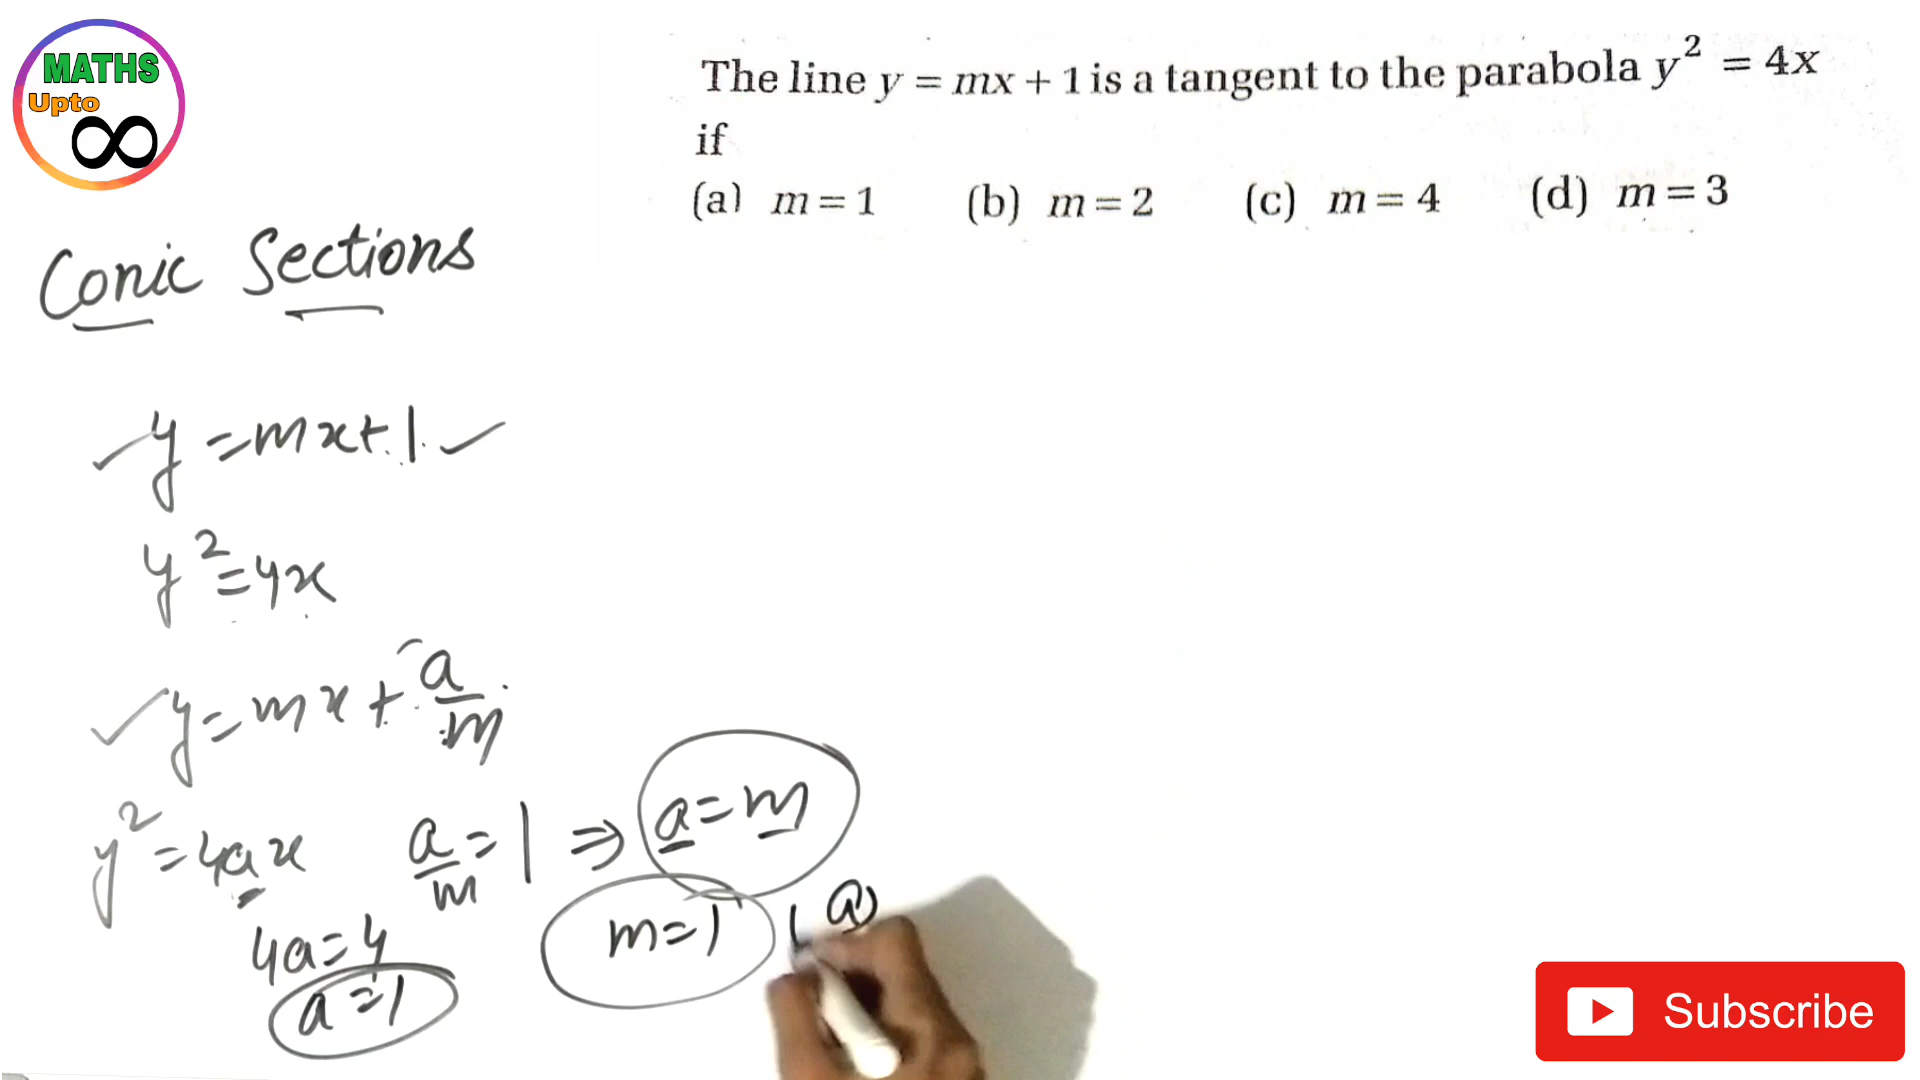 MATHS
Upto
∞
The line y = mx + 1 is a tangent to the parabola y² = 4x
if
(a) m = 1 (b) m = 2 (c) m = 4 (d) m = 3
Conic Sections
y = mx + 1
y² = 4x
y = mx + a/m
y² = 4ax a/m = 1 ⇒ a = m
4a = 4 m = 1 (a)
a = 1
Subscribe